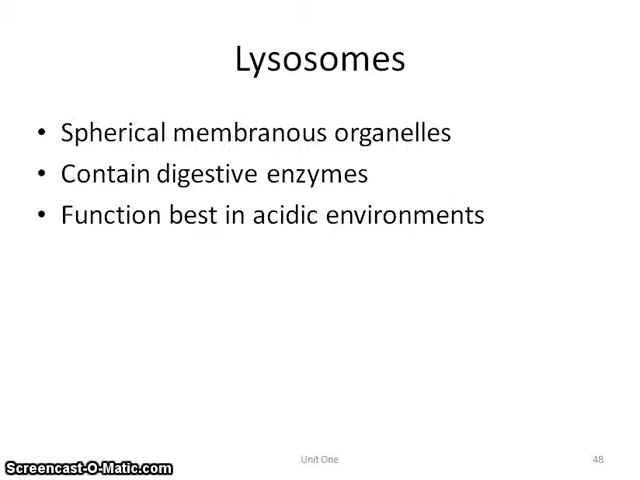 Lysosomes
• Spherical membranous organelles
• Contain digestive enzymes
• Function best in acidic environments
Unit One
48
Screencast-O-Matic.com